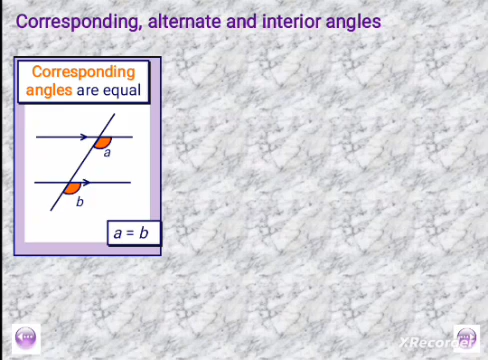 Corresponding, alternate and interior angles
Corresponding
angles are equal
a
b
a = b
XRecorder